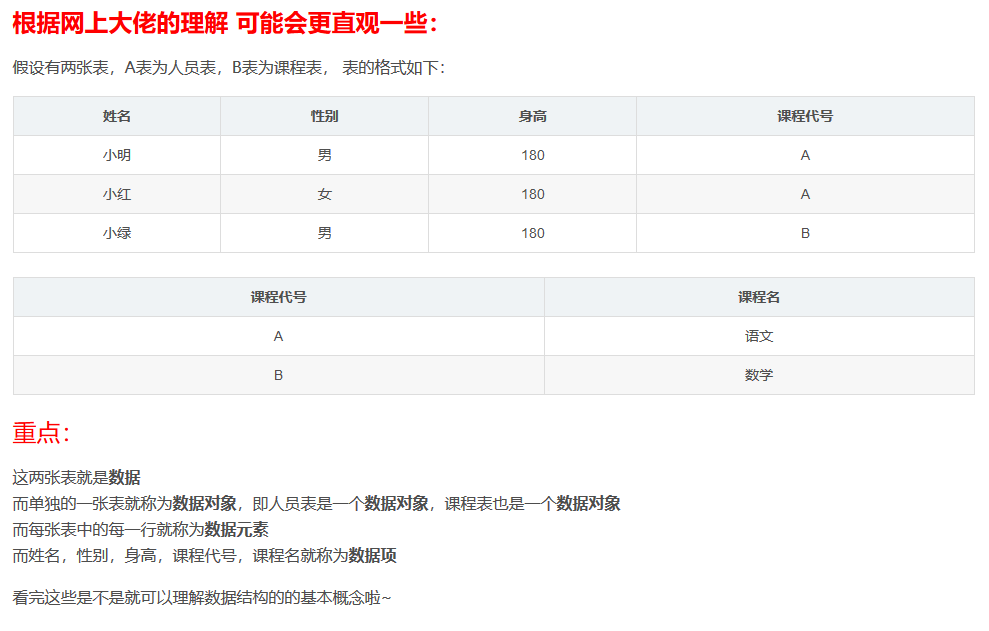 根据网上大佬的理解 可能会更直观一些：
假设有两张表，A表为人员表，B表为课程表， 表的格式如下：
姓名 性别 身高 课程代号
小明 男 180 A
小红 女 180 A
小绿 男 180 B
课程代号 课程名
A 语文
B 数学
重点：
这两张表就是数据
而单独的一张表就称为数据对象，即人员表是一个数据对象，课程表也是一个数据对象
而每张表中的每一行就称为数据元素
而姓名，性别，身高，课程代号，课程名就称为数据项
看完这些是不是就可以理解数据结构的的基本概念啦~